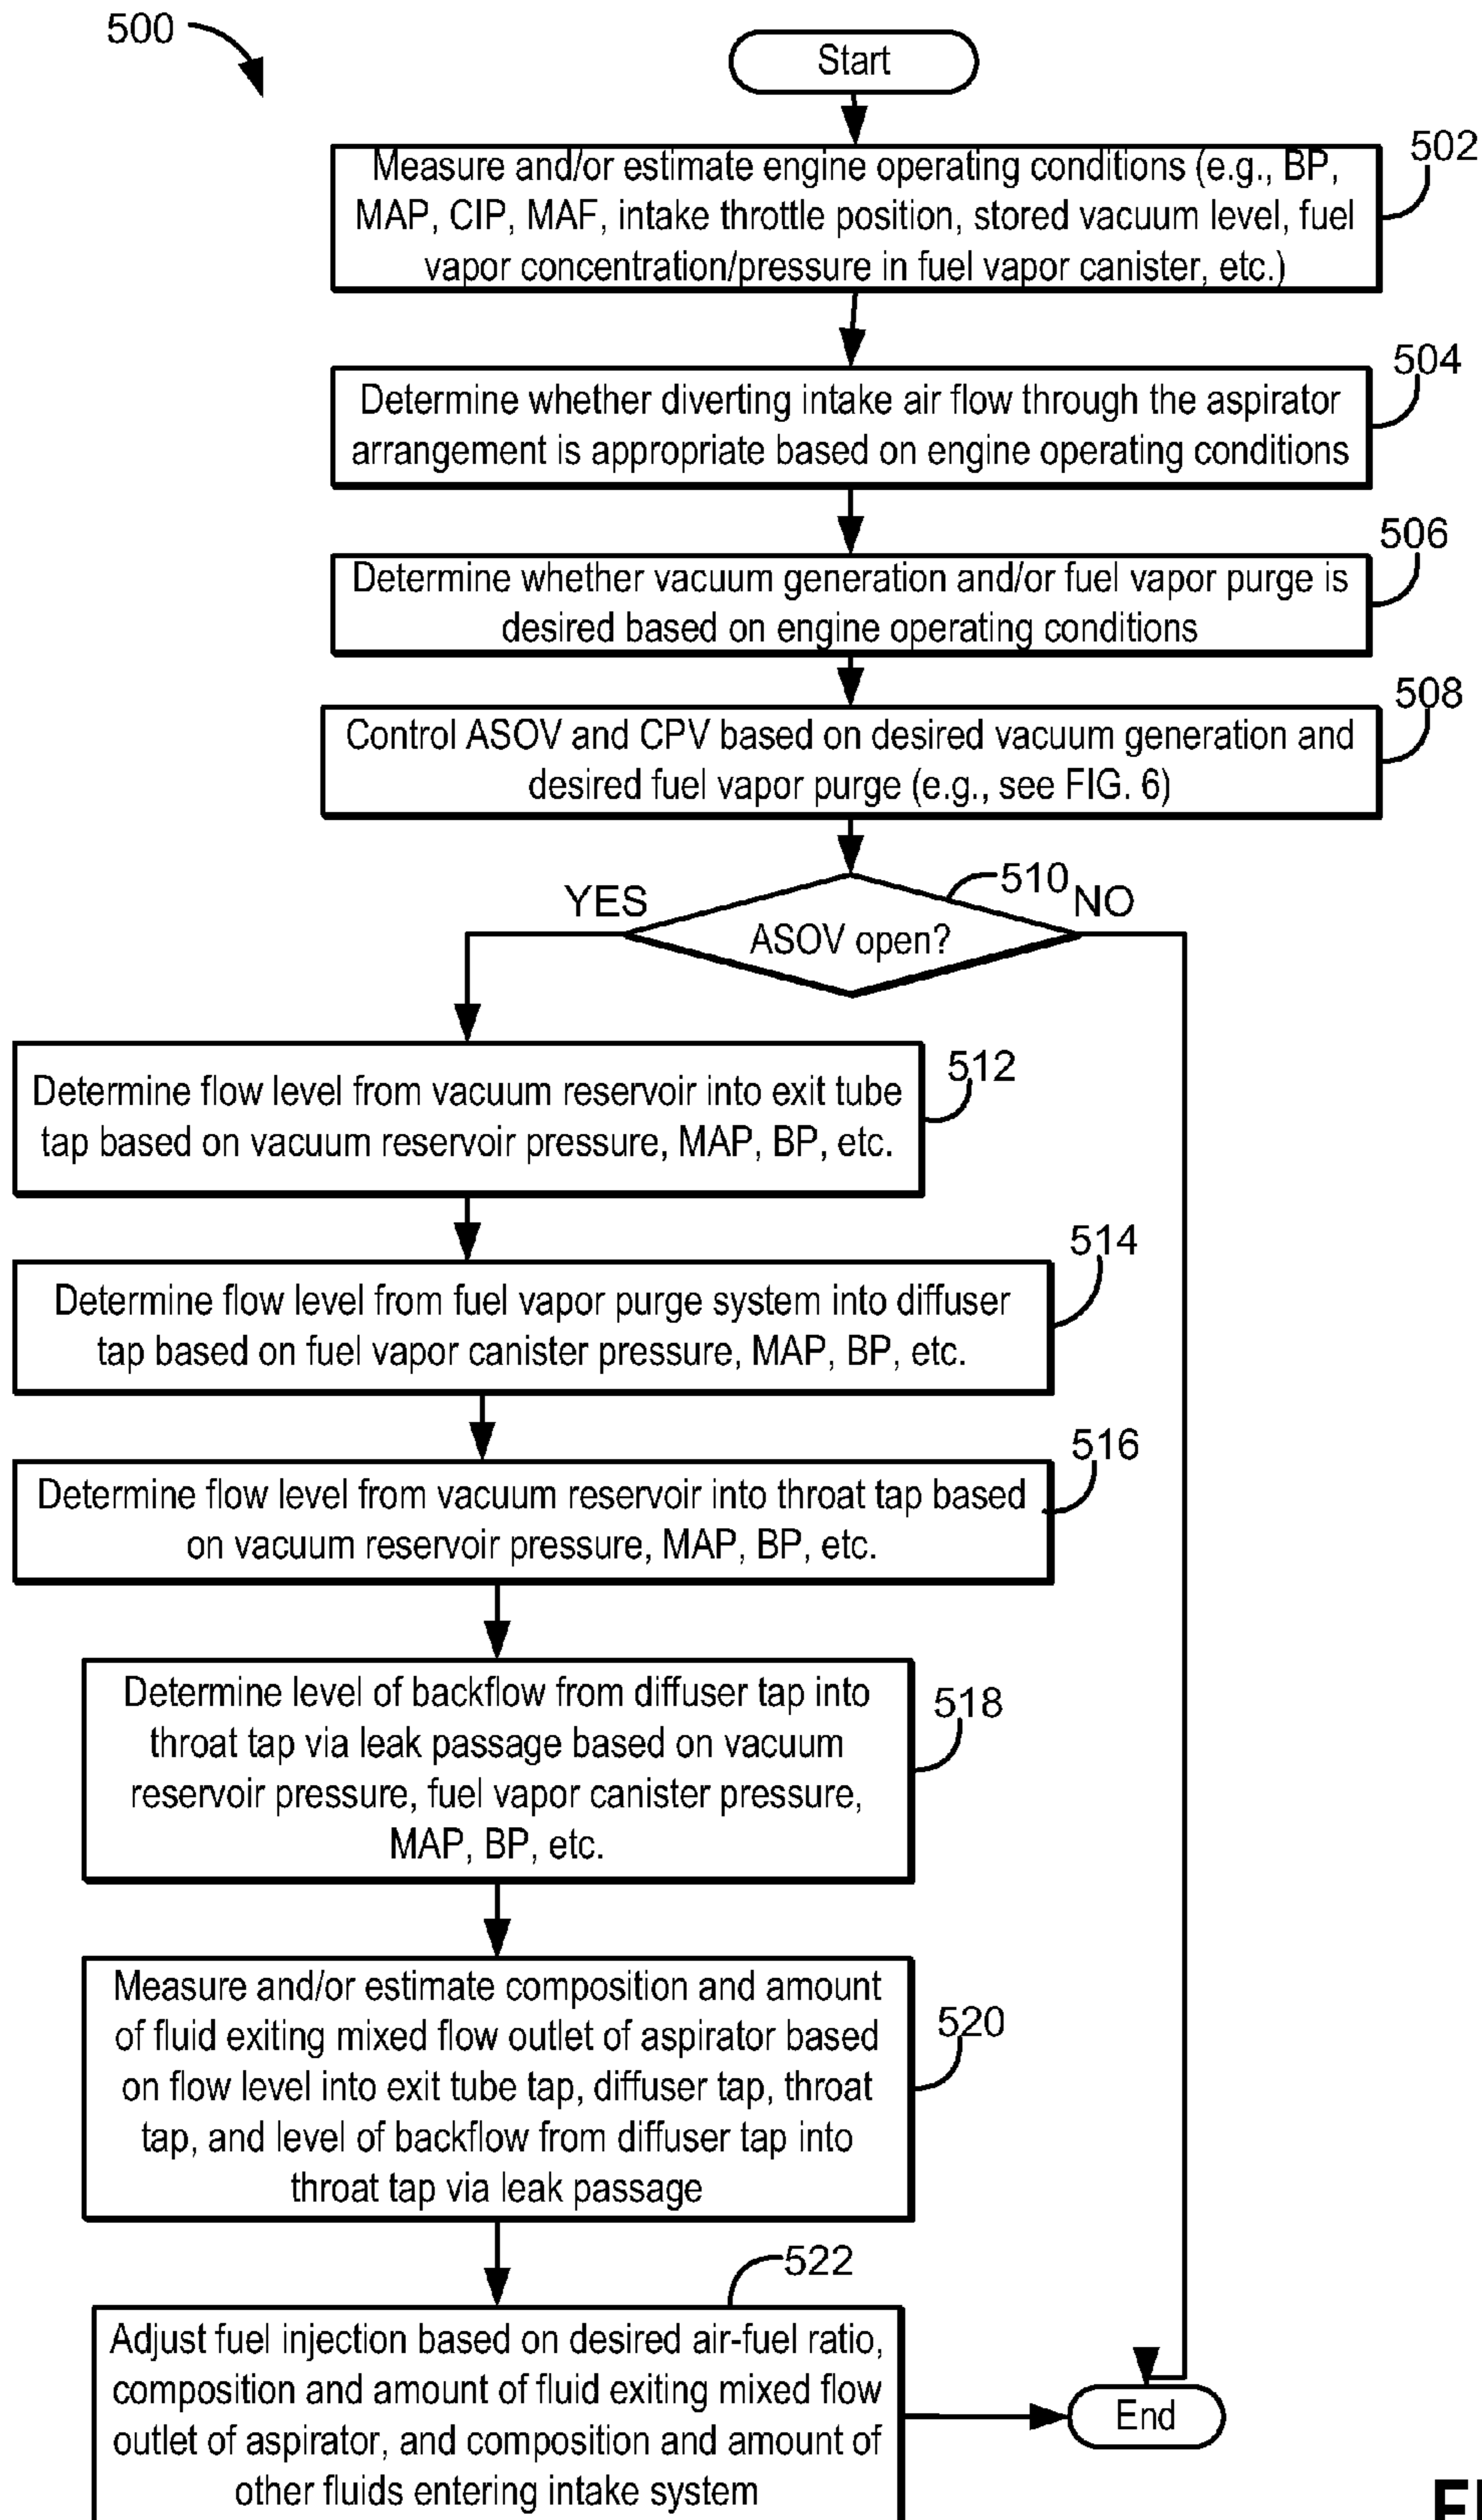 500
Start
502
Measure and/or estimate engine operating conditions (e.g., BP,
MAP, CIP, MAF, intake throttle position, stored vacuum level, fuel
vapor concentration/pressure in fuel vapor canister, etc.)
504
Determine whether diverting intake air flow through the aspirator
arrangement is appropriate based on engine operating conditions
506
Determine whether vacuum generation and/or fuel vapor purge is
desired based on engine operating conditions
508
Control ASOV and CPV based on desired vacuum generation and
desired fuel vapor purge (e.g., see FIG. 6)
510
YES
NO
ASOV open?
512
Determine flow level from vacuum reservoir into exit tube
tap based on vacuum reservoir pressure, MAP, BP, etc.
514
Determine flow level from fuel vapor purge system into diffuser
tap based on fuel vapor canister pressure, MAP, BP, etc.
516
Determine flow level from vacuum reservoir into throat tap based
on vacuum reservoir pressure, MAP, BP, etc.
518
Determine level of backflow from diffuser tap into
throat tap via leak passage based on vacuum
reservoir pressure, fuel vapor canister pressure,
MAP, BP, etc.
520
Measure and/or estimate composition and amount
of fluid exiting mixed flow outlet of aspirator based
on flow level into exit tube tap, diffuser tap, throat
tap, and level of backflow from diffuser tap into
throat tap via leak passage
522
Adjust fuel injection based on desired air-fuel ratio,
composition and amount of fluid exiting mixed flow
outlet of aspirator, and composition and amount of
other fluids entering intake system
End